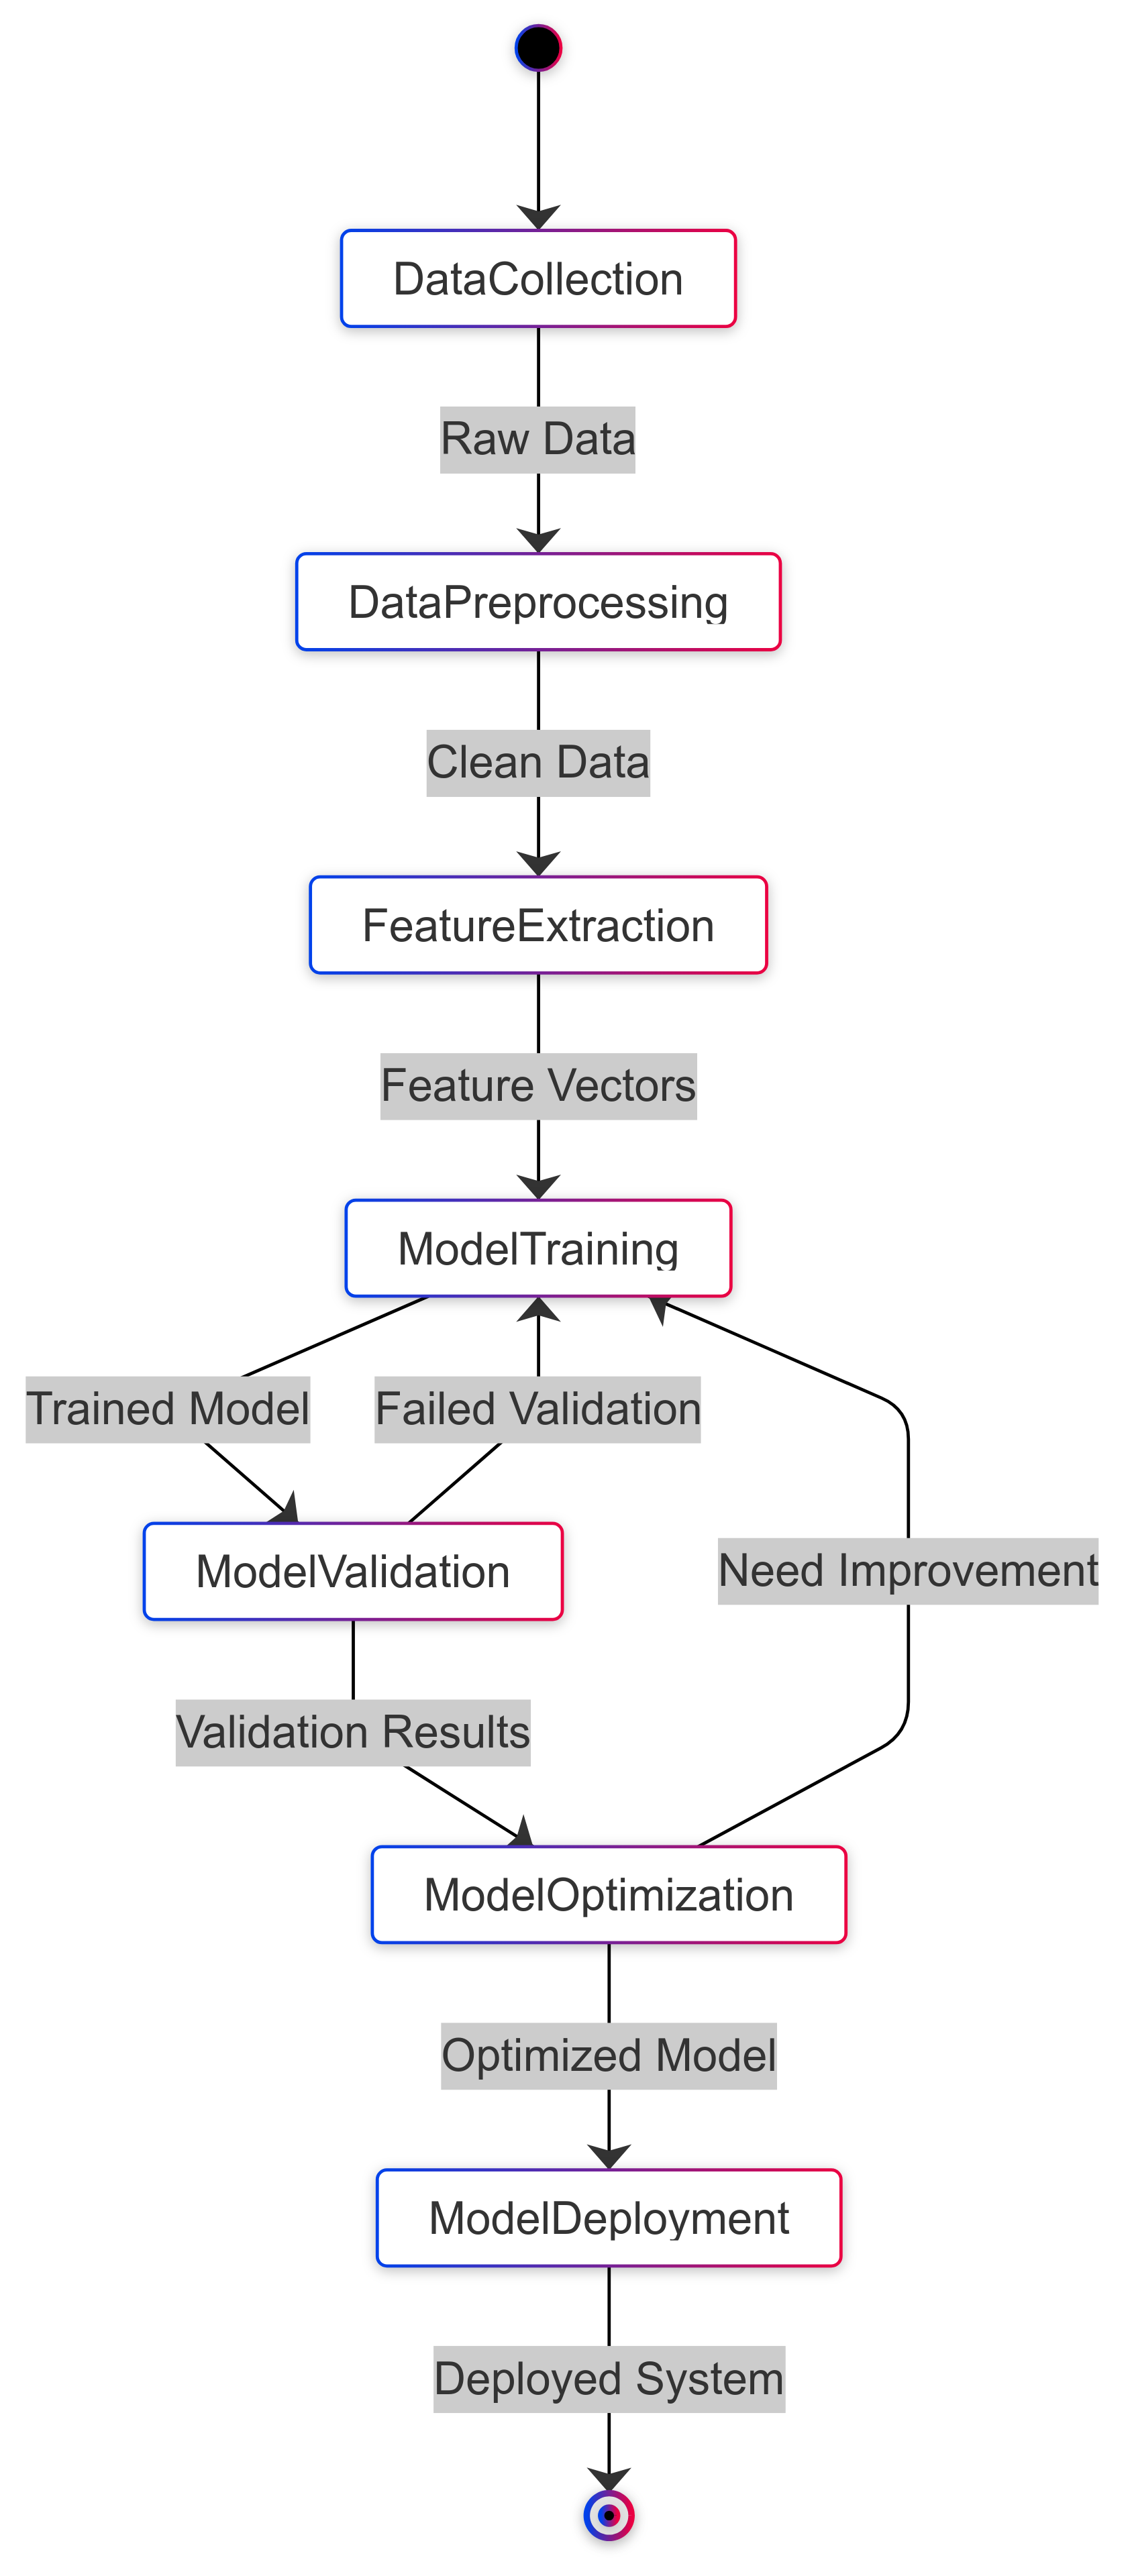 DataCollection
Raw Data
DataPreprocessing
Clean Data
FeatureExtraction
Feature Vectors
ModelTraining
Trained Model
Failed Validation
ModelValidation
Need Improvement
Validation Results
ModelOptimization
Optimized Model
ModelDeployment
Deployed System